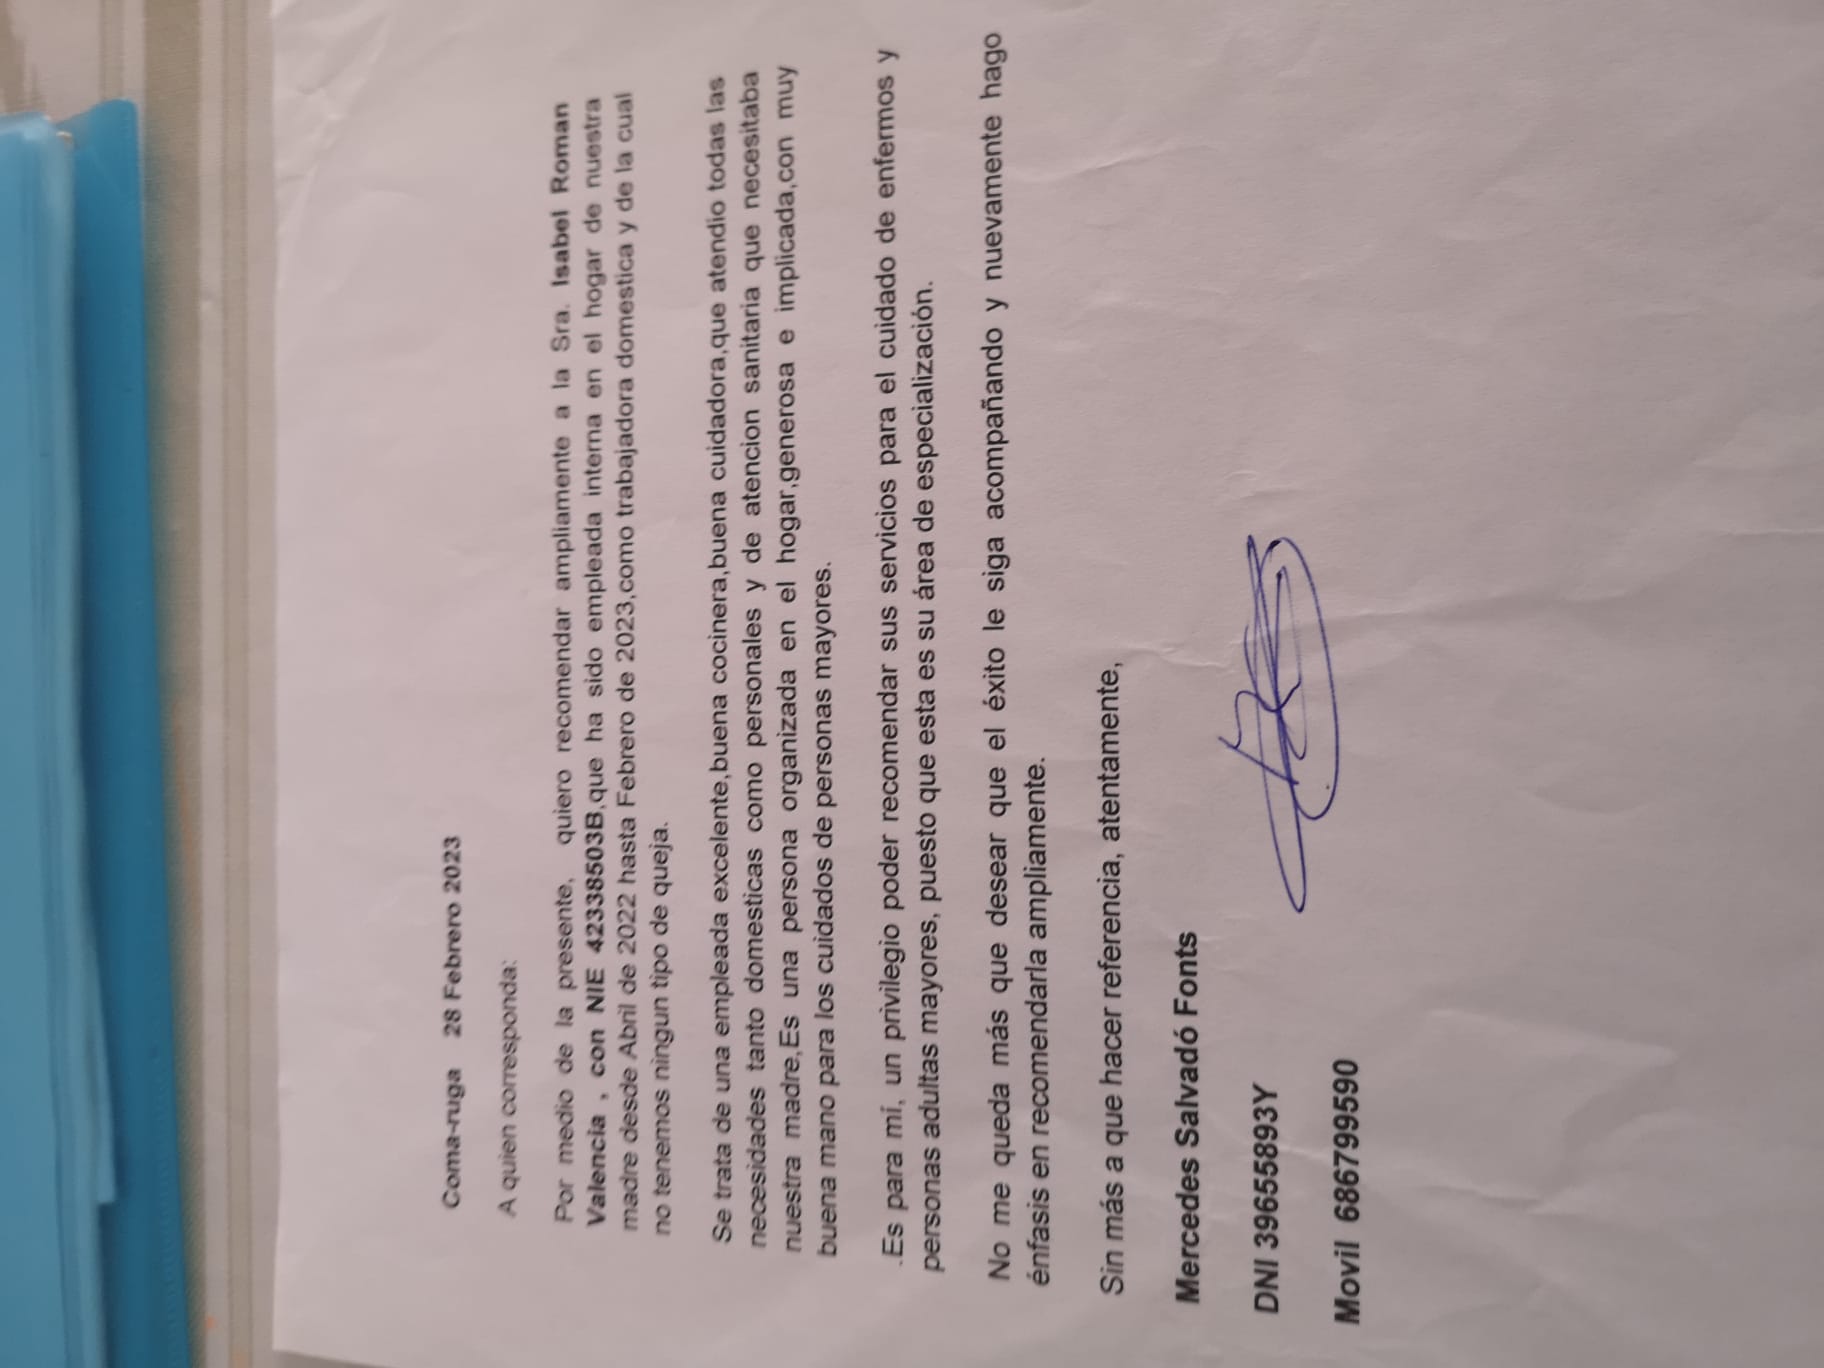 Coma-ruga 28 Febrero 2023
A quien corresponda:
Por medio de la presente, quiero recomendar ampliamente a la Sra. Isabel Roman
Valencia , con NIE 42338503B,que ha sido empleada interna en el hogar de nuestra
madre desde Abril de 2022 hasta Febrero de 2023,como trabajadora domestica y de la cual
no tenemos ningun tipo de queja.
Se trata de una empleada excelente,buena cocinera,buena cuidadora,que atendio todas las
necesidades tanto domesticas como personales y de atencion sanitaria que necesitaba
nuestra madre,Es una persona organizada en el hogar,generosa e implicada,con muy
buena mano para los cuidados de personas mayores.
.Es para mí, un privilegio poder recomendar sus servicios para el cuidado de enfermos y
personas adultas mayores, puesto que esta es su área de especialización.
No me queda más que desear que el éxito le siga acompañando y nuevamente hago
énfasis en recomendarla ampliamente.
Sin más a que hacer referencia, atentamente,
Mercedes Salvadó Fonts
DNI 39655893Y
Movil 686799590